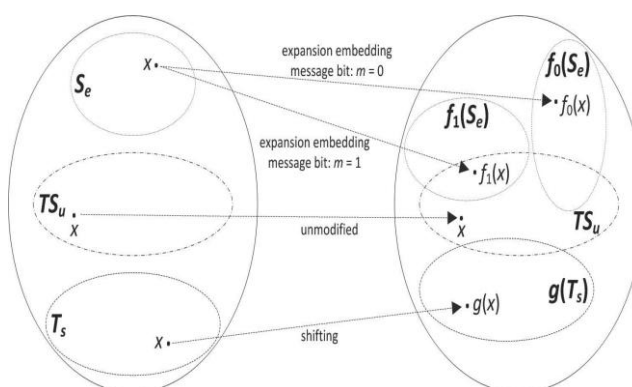 x
S_e
expansion embedding
message bit: m = 0
f_0(S_e)
f_0(x)
f_1(S_e)
expansion embedding
message bit: m = 1
f_1(x)
TS_u
x
unmodified
x
TS_u
T_s
x
shifting
g(x)
g(T_s)